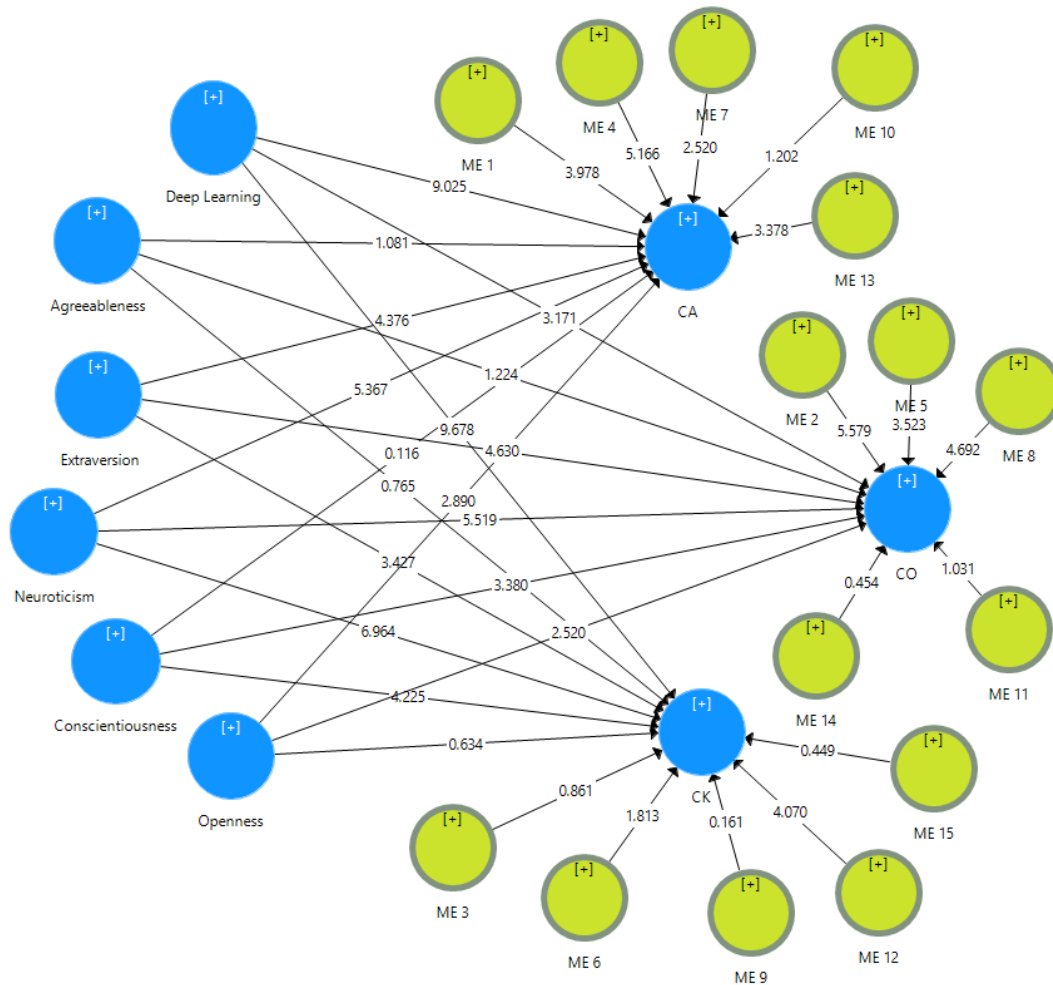 [+]
[+]
[+]
[+]
[+]
ME 7
ME 4
ME 10
ME 1
Deep Learning
5.166
2.520
1.202
3.978
9.025
[+]
[+]
[+]
3.378
1.081
ME 13
Agreeableness
CA
4.376
3.171
[+]
[+]
[+]
[+]
5.367
1.224
ME 5
ME 2
9.678
3.523
5.579
4.692
ME 8
Extraversion
0.116
4.630
0.765
2.890
[+]
[+]
5.519
3.427
3.380
CO
1.031
0.454
Neuroticism
[+]
[+]
[+]
6.964
2.520
4.225
ME 11
ME 14
Conscientiousness
[+]
[+]
[+]
0.634
0.449
0.861
CK
4.070
1.813
0.161
Openness
[+]
ME 15
[+]
[+]
[+]
ME 3
ME 6
ME 9
ME 12